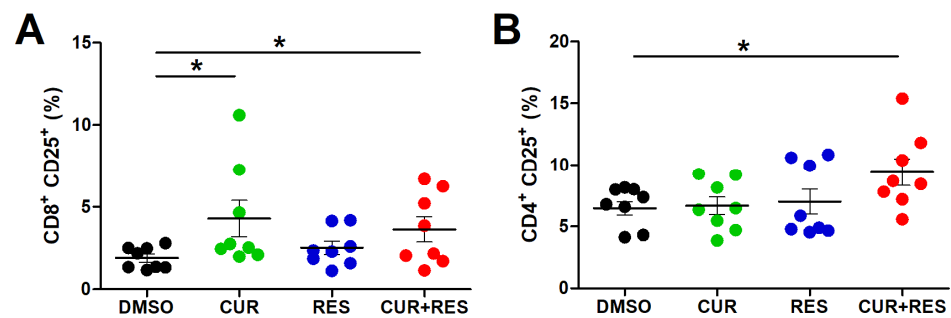 A
B
CD8+ CD25+ (%)
15
10
5
0
*
*
DMSO
CUR
RES
CUR+RES
CD4+ CD25+ (%)
20
15
10
5
0
*
DMSO
CUR
RES
CUR+RES